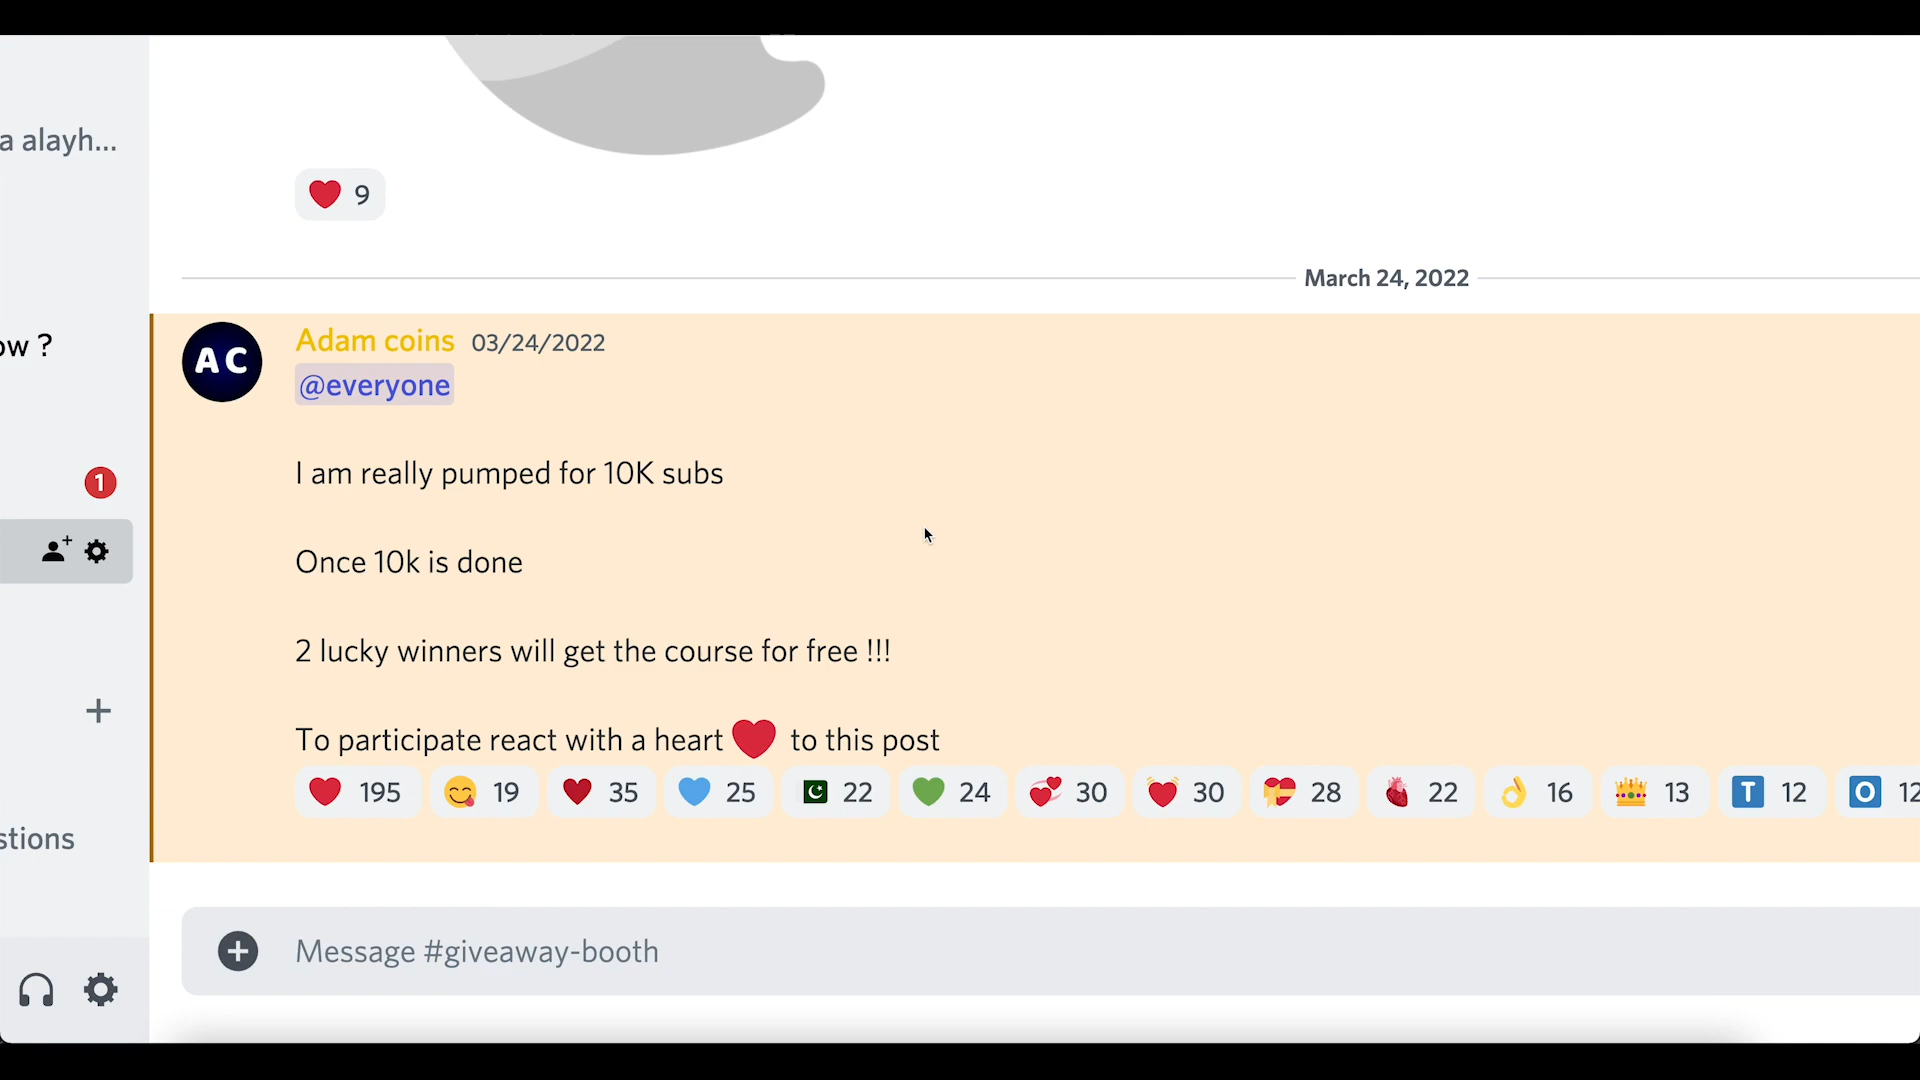 a alayh...
9
March 24, 2022
ow ?
AC
Adam coins 03/24/2022
@everyone
1
I am really pumped for 10K subs
Once 10k is done
2 lucky winners will get the course for free !!!
To participate react with a heart ❤️ to this post
195 19 35 25 22 24 30 30 28 22 16 13 T 12 O 12
stions
Message #giveaway-booth